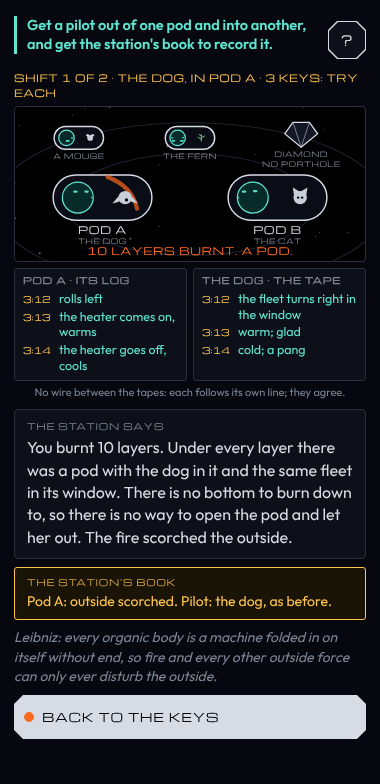 Get a pilot out of one pod and into another,
and get the station's book to record it.
?
SHIFT 1 OF 2 · THE DOG, IN POD A · 3 KEYS: TRY
EACH
A MOUSE
THE FERN
DIAMOND
NO PORTHOLE
POD A
THE DOG
POD B
THE CAT
10 LAYERS BURNT. A POD.
POD A · ITS LOG
3:12 rolls left
3:13 the heater comes on,
warms
3:14 the heater goes off,
cools
THE DOG · THE TAPE
3:12 the fleet turns right in
the window
3:13 warm; glad
3:14 cold; a pang
No wire between the tapes: each follows its own line; they agree.
THE STATION SAYS
You burnt 10 layers. Under every layer there
was a pod with the dog in it and the same fleet
in its window. There is no bottom to burn down
to, so there is no way to open the pod and let
her out. The fire scorched the outside.
THE STATION'S BOOK
Pod A: outside scorched. Pilot: the dog, as before.
Leibniz: every organic body is a machine folded in on
itself without end, so fire and every other outside force
can only ever disturb the outside.
BACK TO THE KEYS